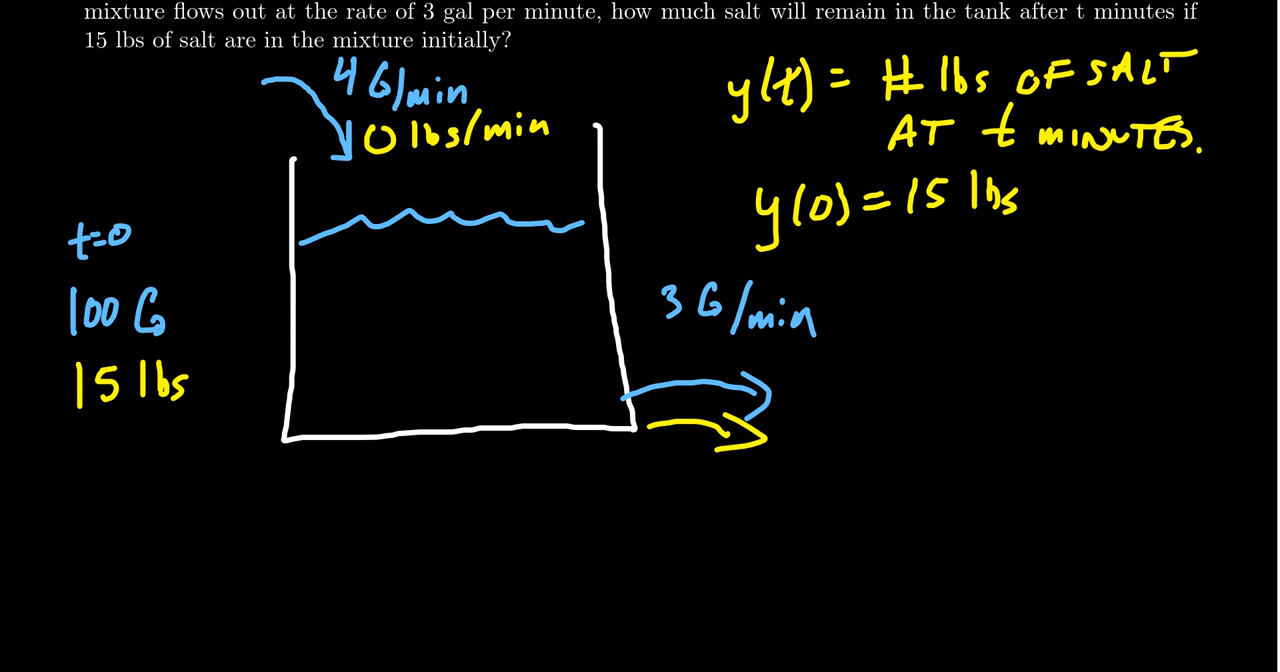 mixture flows out at the rate of 3 gal per minute, how much salt will remain in the tank after t minutes if
15 lbs of salt are in the mixture initially?
4 G/min
0 lbs/min
y(t) = # lbs OF SALT
AT t MINUTES.
y(0) = 15 lbs
t=0
100 G
15 lbs
3 G/min